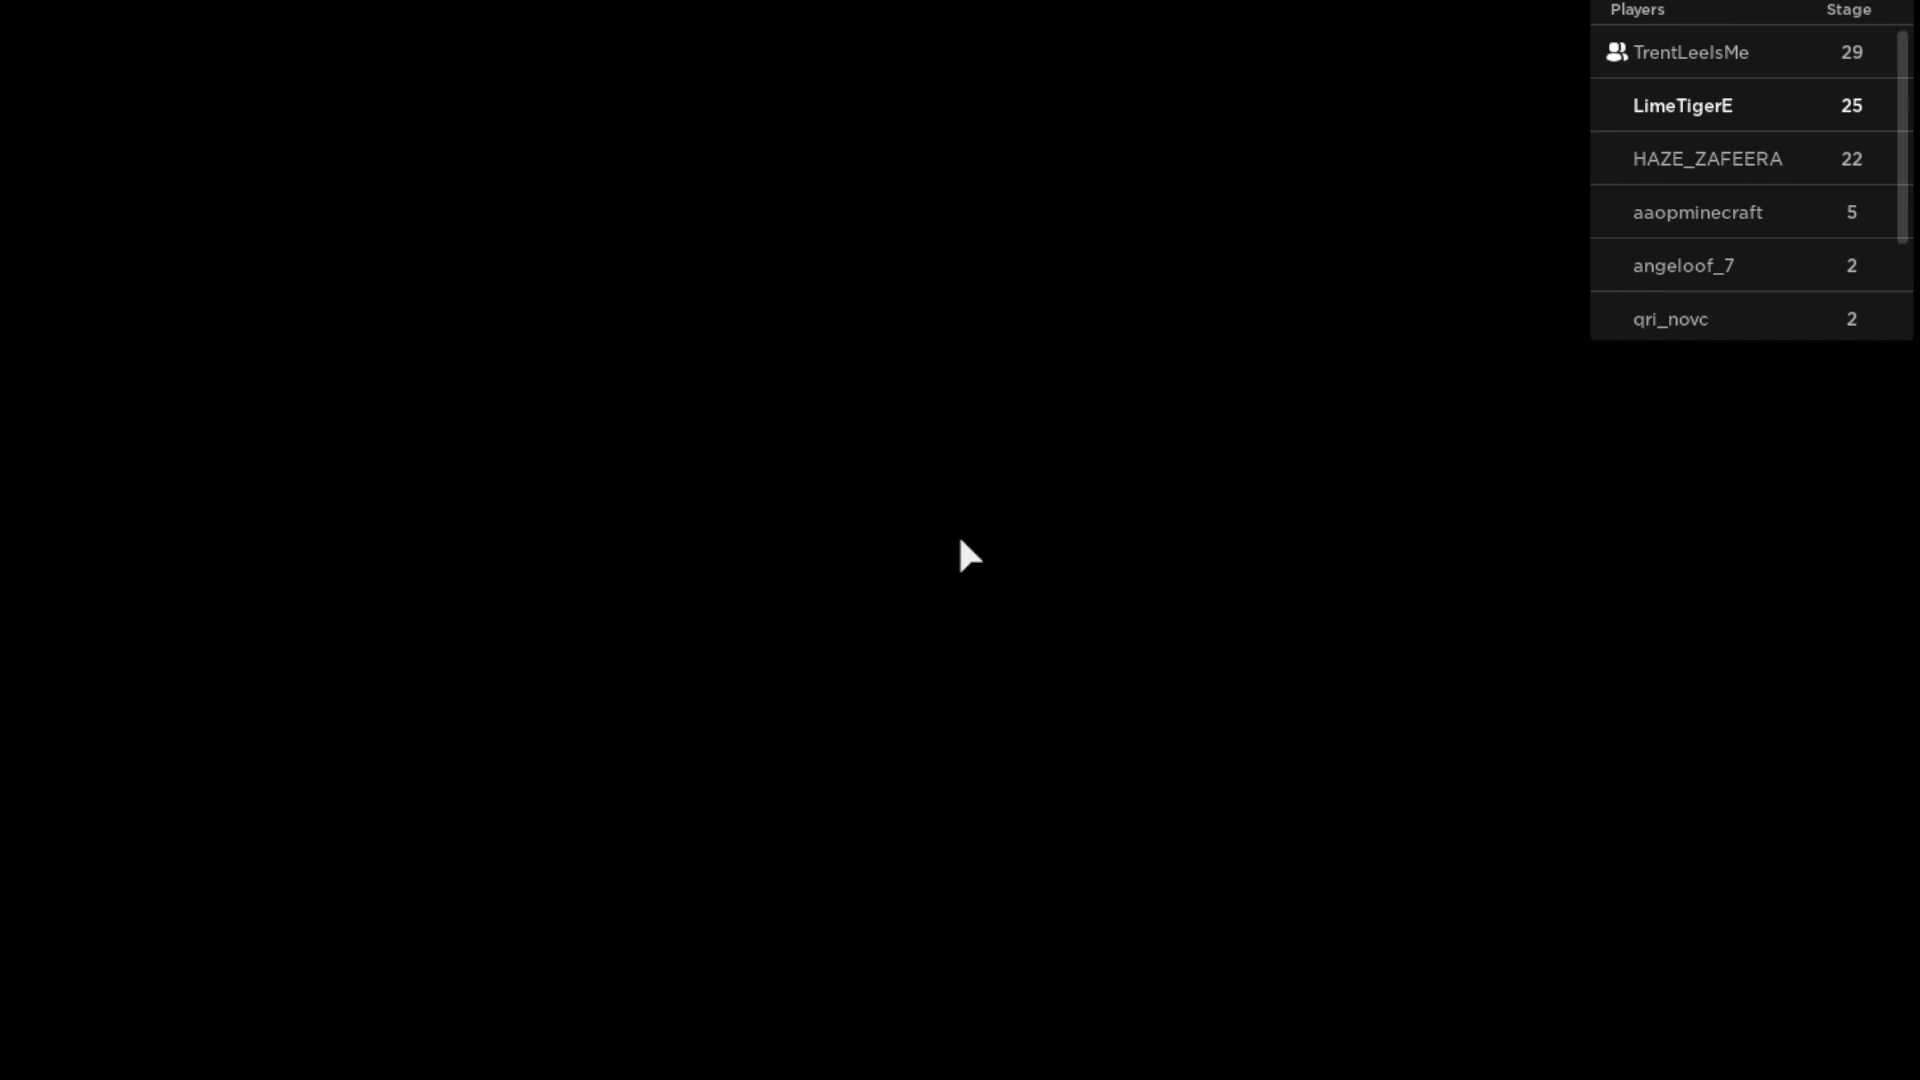 Players Stage
TrentLeeIsMe 29
LimeTigerE 25
HAZE_ZAFEERA 22
aaopminecraft 5
angeloof_7 2
qri_novc 2